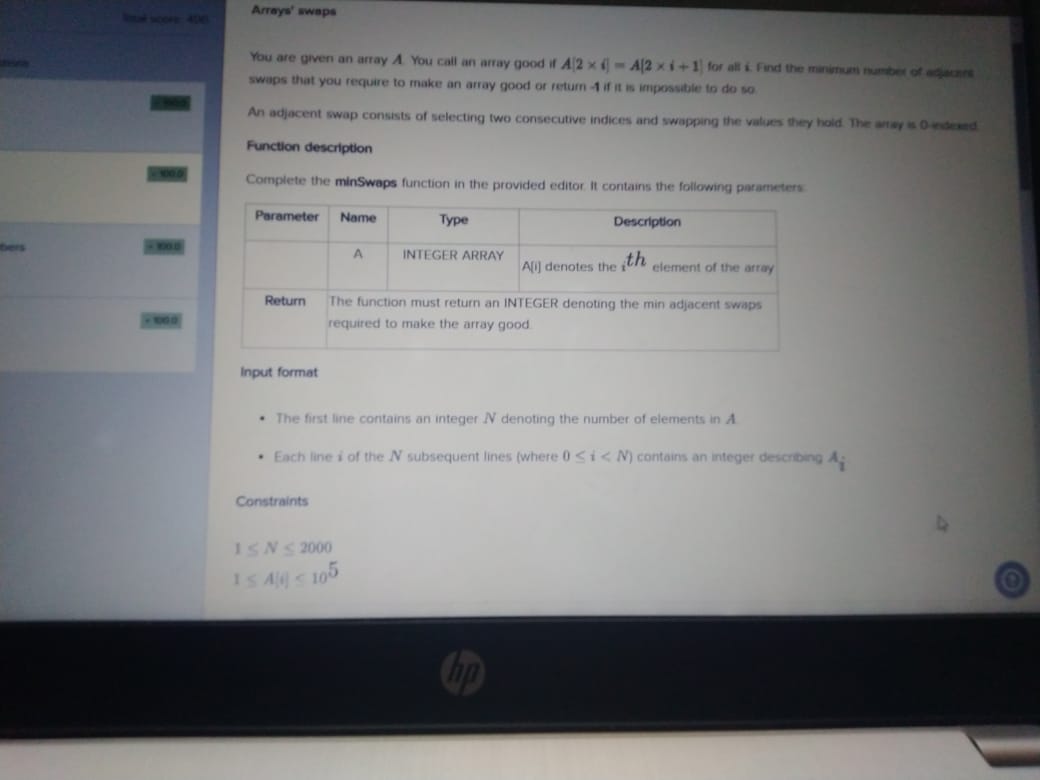 Total score: 400
Arrays' swaps
You are given an array A. You call an array good if A[2 × i] = A[2 × i + 1] for all i. Find the minimum number of adjacent
swaps that you require to make an array good or return -1 if it is impossible to do so.
An adjacent swap consists of selecting two consecutive indices and swapping the values they hold. The array is 0-indexed.
Function description
Complete the minSwaps function in the provided editor. It contains the following parameters:
Parameter Name Type Description
A INTEGER ARRAY A[i] denotes the i th element of the array
Return The function must return an INTEGER denoting the min adjacent swaps
required to make the array good.
Input format
• The first line contains an integer N denoting the number of elements in A.
• Each line i of the N subsequent lines (where 0 ≤ i < N) contains an integer describing A i
Constraints
1 ≤ N ≤ 2000
1 ≤ A[i] ≤ 10 5
100.0
100.0
bers
100.0
100.0
hp